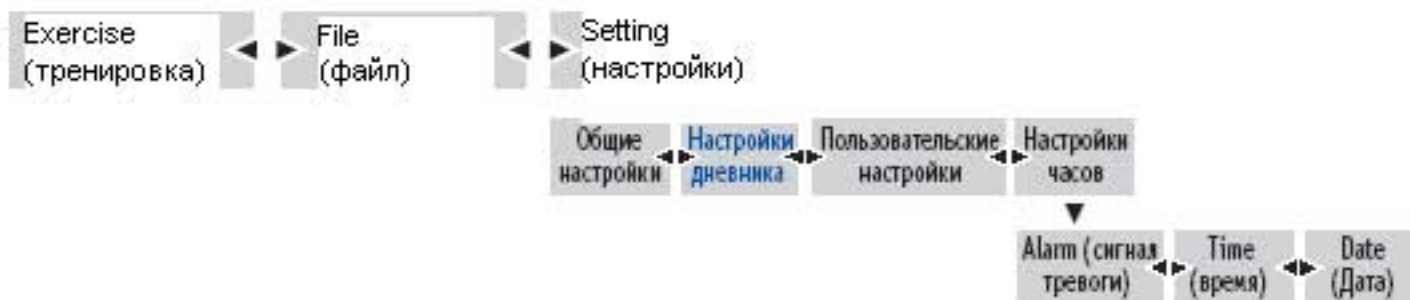 Exercise
(тренировка)
File
(файл)
Setting
(настройки)
Общие
настройки
Настройки
дневника
Пользовательские
настройки
Настройки
часов
Alarm (сигнал
тревоги)
Time
(время)
Date
(Дата)